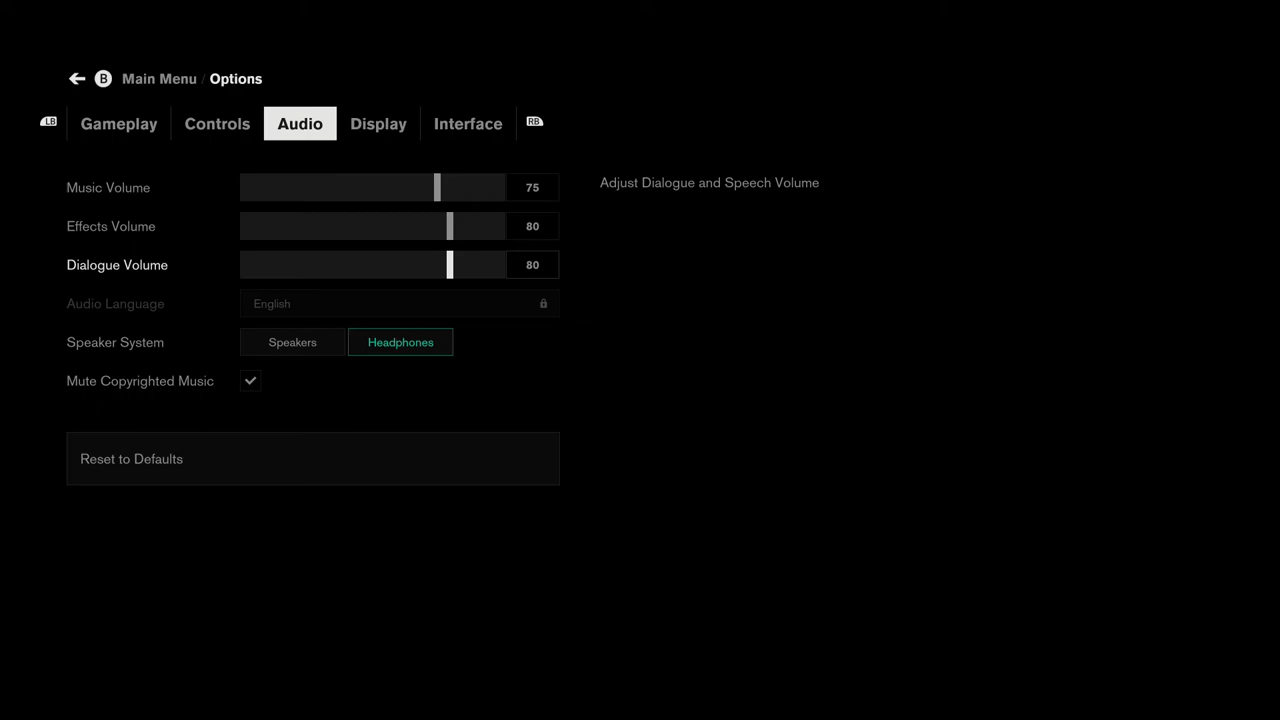 B Main Menu / Options
LB Gameplay Controls Audio Display Interface RB
Music Volume 75
Adjust Dialogue and Speech Volume
Effects Volume 80
Dialogue Volume 80
Audio Language English
Speaker System Speakers Headphones
Mute Copyrighted Music
Reset to Defaults